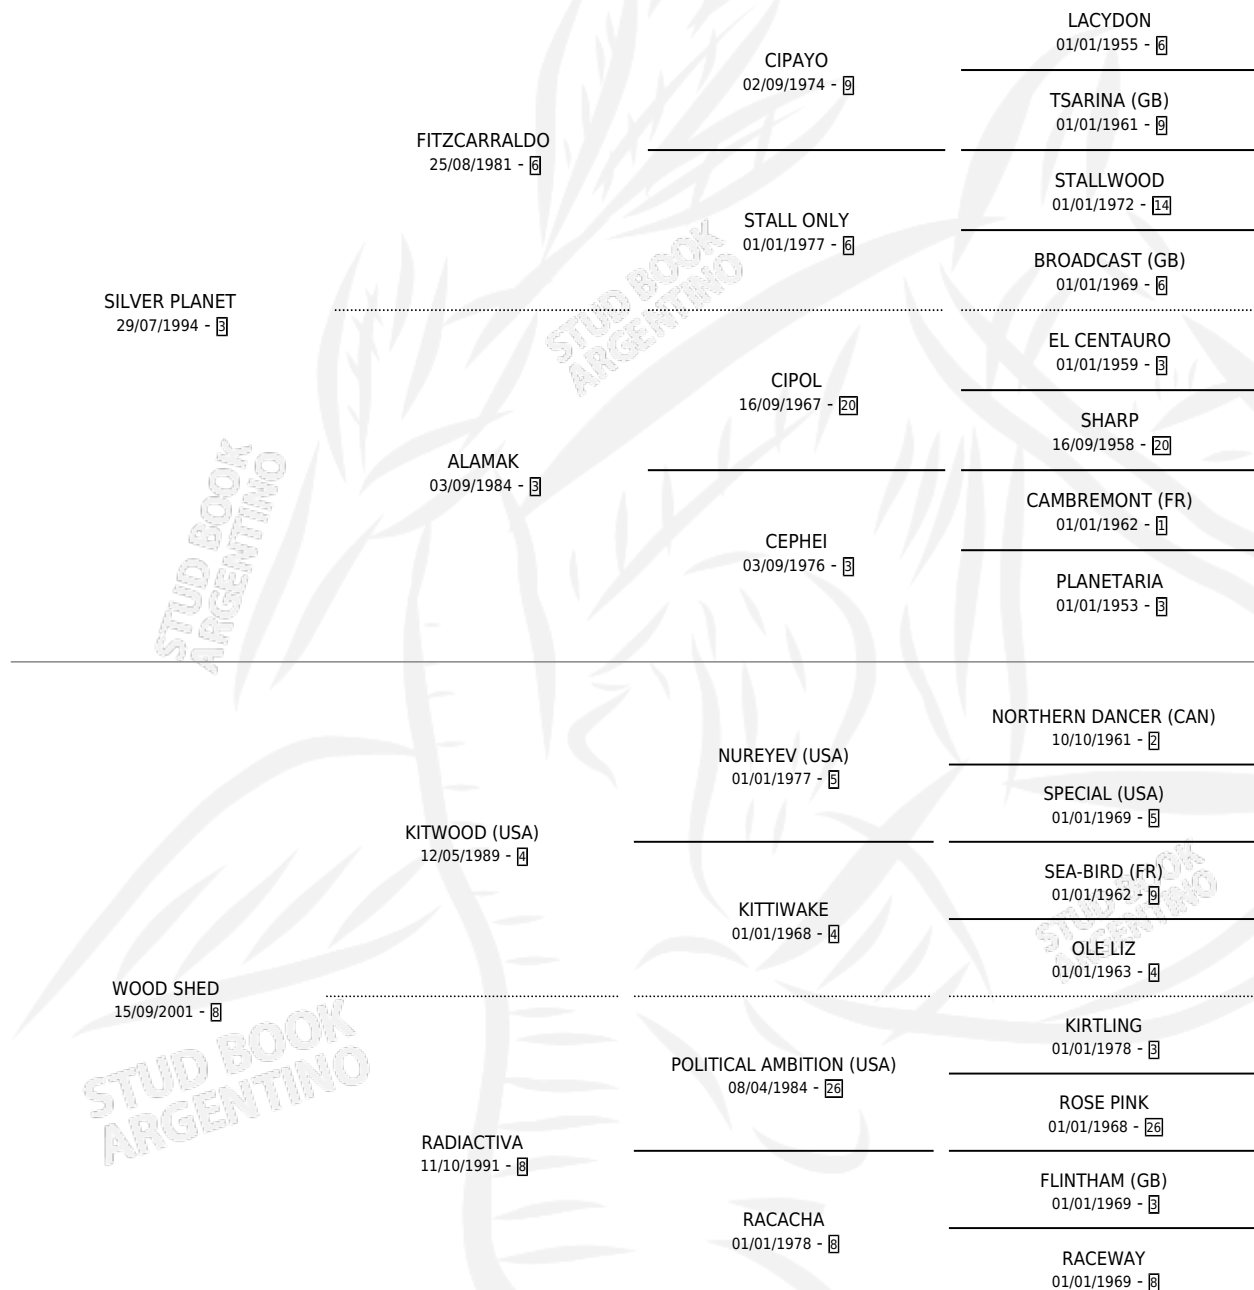 LACYDON
01/01/1955 - 6
CIPAYO
02/09/1974 - 9
TSARINA (GB)
01/01/1961 - 9
FITZCARRALDO
25/08/1981 - 6
STALLWOOD
01/01/1972 - 14
STALL ONLY
01/01/1977 - 6
BROADCAST (GB)
01/01/1969 - 6
SILVER PLANET
29/07/1994 - 3
STUD BOOK
ARGENTINO
EL CENTAURO
01/01/1959 - 3
CIPOL
16/09/1967 - 20
SHARP
16/09/1958 - 20
ALAMAK
03/09/1984 - 3
CAMBREMONT (FR)
01/01/1962 - 1
CEPHEI
03/09/1976 - 3
PLANETARIA
01/01/1953 - 3
STUD BOOK
ARGENTINO
NORTHERN DANCER (CAN)
10/10/1961 - 2
NUREYEV (USA)
01/01/1977 - 5
SPECIAL (USA)
01/01/1969 - 5
KITWOOD (USA)
12/05/1989 - 4
SEA-BIRD (FR)
01/01/1962 - 9
KITTIWAKE
01/01/1968 - 4
STUD BOOK
ARGENTINO
OLE LIZ
01/01/1963 - 4
WOOD SHED
15/09/2001 - 8
KIRTLING
01/01/1978 - 3
POLITICAL AMBITION (USA)
08/04/1984 - 26
ROSE PINK
01/01/1968 - 26
STUD BOOK
ARGENTINO
RADIACTIVA
11/10/1991 - 8
FLINTHAM (GB)
01/01/1969 - 3
RACACHA
01/01/1978 - 8
RACEWAY
01/01/1969 - 8